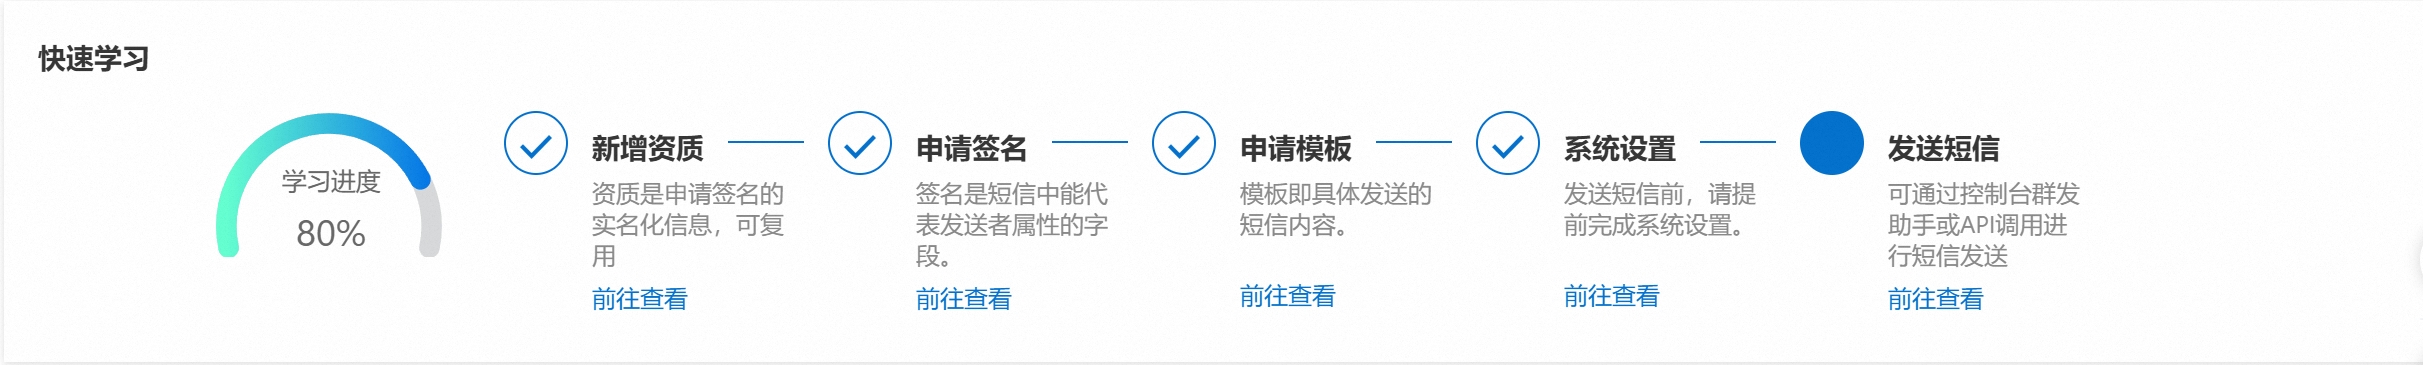 快速学习
学习进度
80%
新增资质
资质是申请签名的
实名化信息，可复
用
前往查看
申请签名
签名是短信中能代
表发送者属性的字
段。
前往查看
申请模板
模板即具体发送的
短信内容。
前往查看
系统设置
发送短信前，请提
前完成系统设置。
前往查看
发送短信
可通过控制台群发
助手或API调用进
行短信发送
前往查看